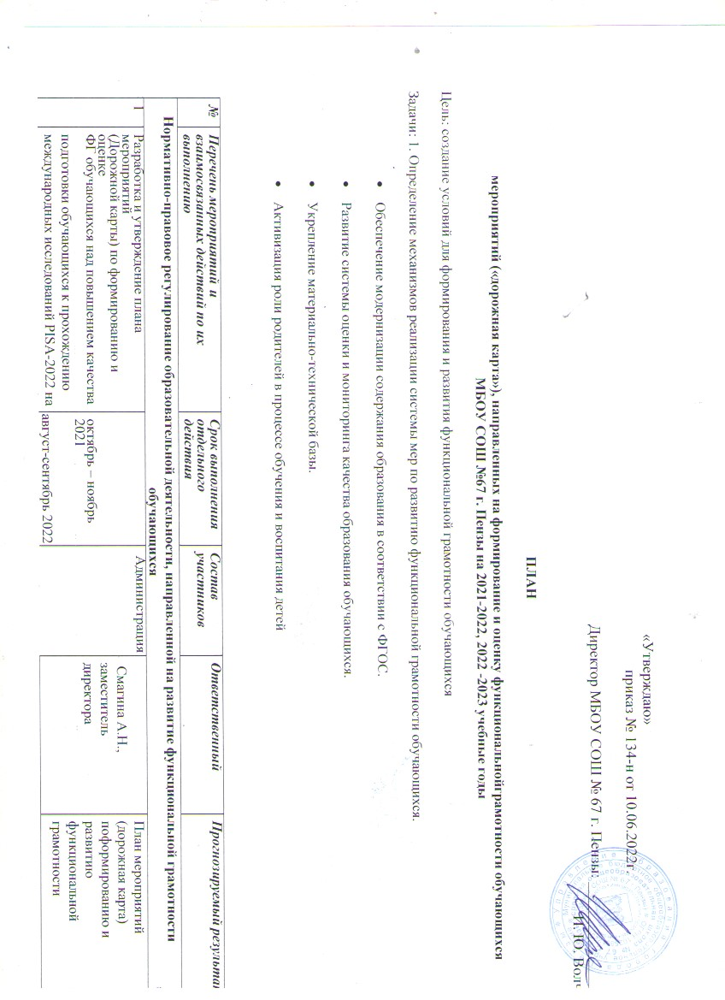 «Утверждаю»
приказ № 134-н от 10.06.2022г
Директор МБОУ СОШ № 67 г. Пензы: И.Ю.
ПЛАН
мероприятий («дорожная карта»), направленных на формирование и оценку функциональнойграмотности обучающихся
МБОУ СОШ №67 г. Пензы на 2021-2022, 2022 -2023 учебные годы
Цель: создание условий для формирования и развития функциональной грамотности обучающихся
Задачи: 1. Определение механизмов реализации системы мер по развитию функциональной грамотности обучающихся.
• Обеспечение модернизации содержания образования в соответствии с ФГОС.
• Развитие системы оценки и мониторинга качества образования обучающихся.
• Укрепление материально-технической базы.
• Активизация роли родителей в процессе обучения и воспитания детей
№
Перечень мероприятий и
взаимосвязанных действий по их
выполнению
Срок выполнения
отдельного
действия
Состав
участников
Ответственный
Прогнозируемый результат
Нормативно-правовое регулирование образовательной деятельности, направленной на развитие функциональной грамотности
обучающихся
1
Разработка и утверждение плана
мероприятий
(Дорожной карты) по формированию и
оценке
ФГ обучающихся над повышением качества
подготовки обучающихся к прохождению
международных исследований PISA-2022 на
октябрь – ноябрь
2021
август-сентябрь 2022
Администрация
Смагина А.Н.,
заместитель
директора
План мероприятий
(дорожная карта)
поформированию и
развитию
функциональной
грамотности